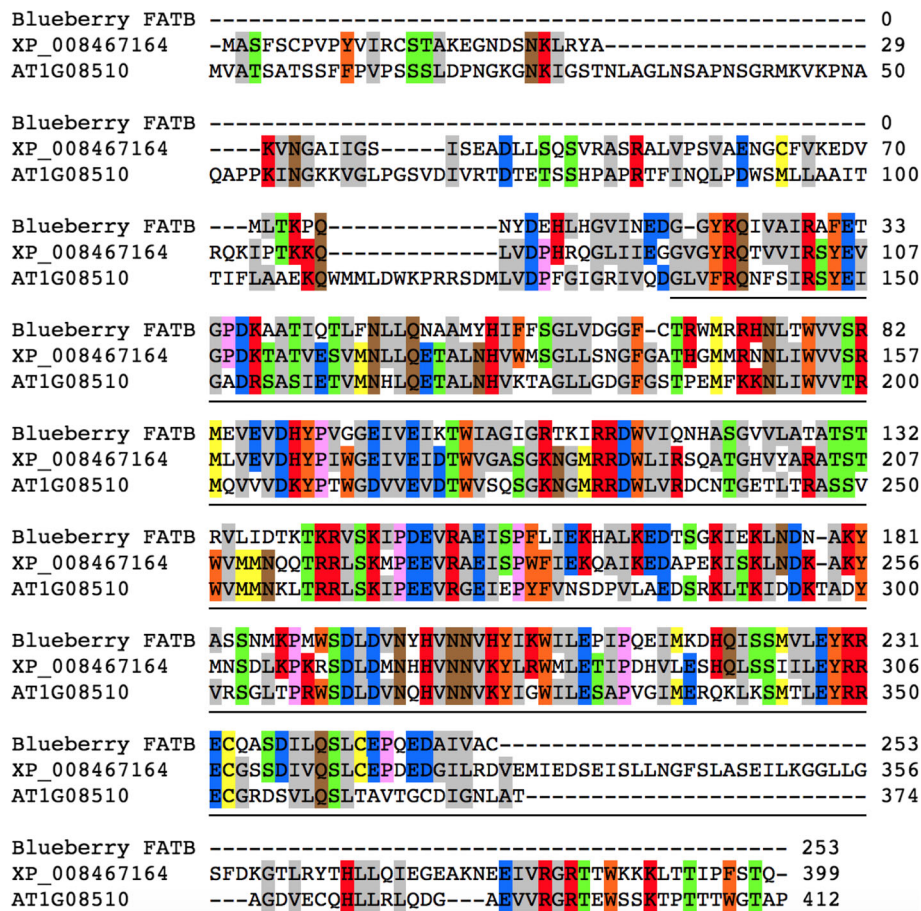 Blueberry FATB -------------------------------------------------- 0
XP_008467164 -MASFSCPVPYVIRCSTAKEGNDSNKLRYA-------------------- 29
AT1G08510 MVATSATSSFFPVPSSSLDPNGKGNKIGSTNLAGLNSAPNSGRMKVKPNA 50
Blueberry FATB -------------------------------------------------- 0
XP_008467164 ----KVNGAIIGS-----ISEADLLSQSVRASRALVPSVAENGCFVKEDV 70
AT1G08510 QAPPKINGKKVGLPGSVDIVRTDTETSSHPAPRTFINQLPDWSMLLAAIT 100
Blueberry FATB ---MLTKPQ-------------NYDEHLHGVINEDG-GYKQIVAIRAFET 33
XP_008467164 RQKIPTKKQ-------------LVDPHRQGLIIEGGVGYRQTVVIRSYEV 107
AT1G08510 TIFLAAEKQWMMLDWKPRRSDMLVDPFGIGRIVQDGLVFRQNFSIRSYEI 150
Blueberry FATB GPDKAATIQTLFNLLQNAAMYHIFFSGLVDGGF-CTRWMRRHNLTWVVSR 82
XP_008467164 GPDKTATVESVMNLLQETALNHVWMSGLLSNGFGATHGMMRNNLIWVVSR 157
AT1G08510 GADRSASIETVMNHLQETALNHVKTAGLLGDGFGSTPEMFKKNLIWVVTR 200
Blueberry FATB MEVEVDHYPVGGEIVEIKTWIAGIGRTKIRRDWVIQNHASGVVLATATST 132
XP_008467164 MLVEVDHYPIWGEIVEIDTWVGASGKNGMRRDWLIRSQATGHVYARATST 207
AT1G08510 MQVVVDKYPTWGDVVEVDTWVSQSGKNGMRRDWLVRDCNTGETLTRASSV 250
Blueberry FATB RVLIDTKTKRVSKIPDEVRAEISPFLIEKHALKEDTSGKIEKLNDN-AKY 181
XP_008467164 WVMMNQQTRRLSKMPEEVRAEISPWFIEKQAIKEDAPEKISKLNDK-AKY 256
AT1G08510 WVMMNKLTRRLSKIPEEVRGEIEPYFVNSDPVLAEDSRKLTKIDDKTADY 300
Blueberry FATB ASSNMKPMWSDLDVNYHVNNVHYIKWILEPIPQEIMKDHQISSMVLEYKR 231
XP_008467164 MNSDLKPKRSDLDMNHHVNNVKYLRWMLETIPDHVLESHQLSSIILEYRR 306
AT1G08510 VRSGLTPRWSDLDVNQHVNNVKYIGWILESAPVGIMERQKLKSMTLEYRR 350
Blueberry FATB ECQASDILQSLCEPQEDAIVAC---------------------------- 253
XP_008467164 ECGSSDIVQSLCEPDEDGILRDVEMIEDSEISLLNGFSLASEILKGGLLG 356
AT1G08510 ECGRDSVLQSLTAVTGCDIGNLAT-------------------------- 374
Blueberry FATB -------------------------------------------- 253
XP_008467164 SFDKGTLRYTHLLQIEGEAKNEEIVRGRTTWKKKLTTIPFSTQ- 399
AT1G08510 ---AGDVECQHLLRLQDG---AEVVRGRTEWSSKTPTTTWGTAP 412